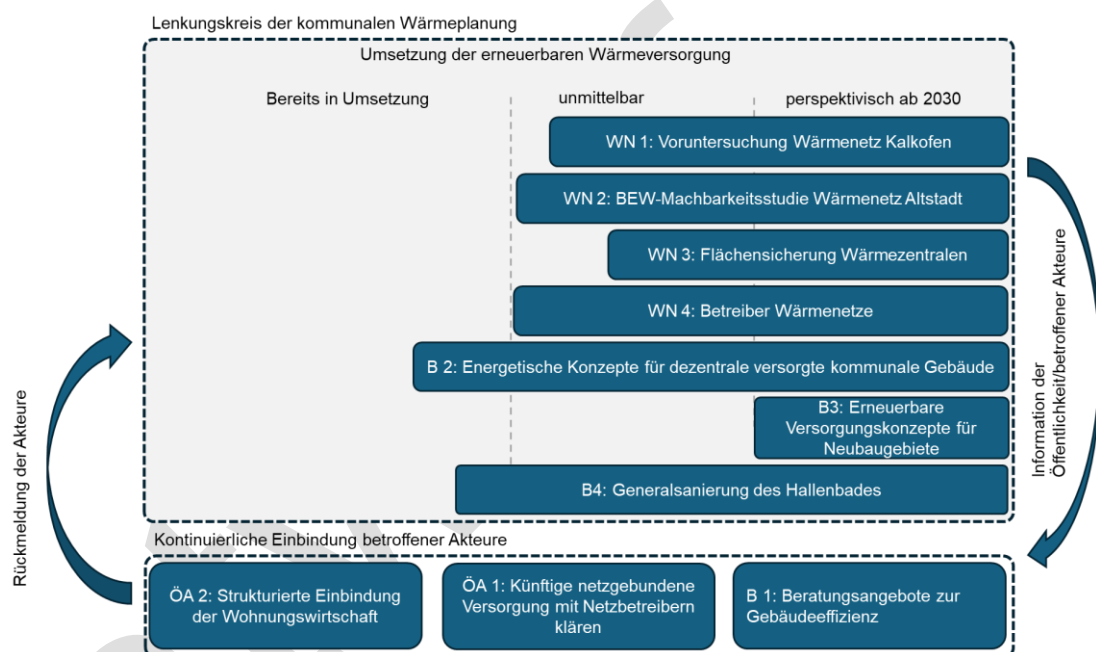 Lenkungskreis der kommunalen Wärmeplanung
Umsetzung der erneuerbaren Wärmeversorgung
Bereits in Umsetzung
unmittelbar
perspektivisch ab 2030
WN 1: Voruntersuchung Wärmenetz Kalkofen
WN 2: BEW-Machbarkeitsstudie Wärmenetz Altstadt
WN 3: Flächensicherung Wärmezentralen
WN 4: Betreiber Wärmenetze
B 2: Energetische Konzepte für dezentrale versorgte kommunale Gebäude
B3: Erneuerbare
Versorgungskonzepte für
Neubaugebiete
B4: Generalsanierung des Hallenbades
Rückmeldung der Akteure
Information der
Öffentlichkeit/betroffener Akteure
Kontinuierliche Einbindung betroffener Akteure
ÖA 2: Strukturierte Einbindung
der Wohnungswirtschaft
ÖA 1: Künftige netzgebundene
Versorgung mit Netzbetreibern
klären
B 1: Beratungsangebote zur
Gebäudeeffizienz